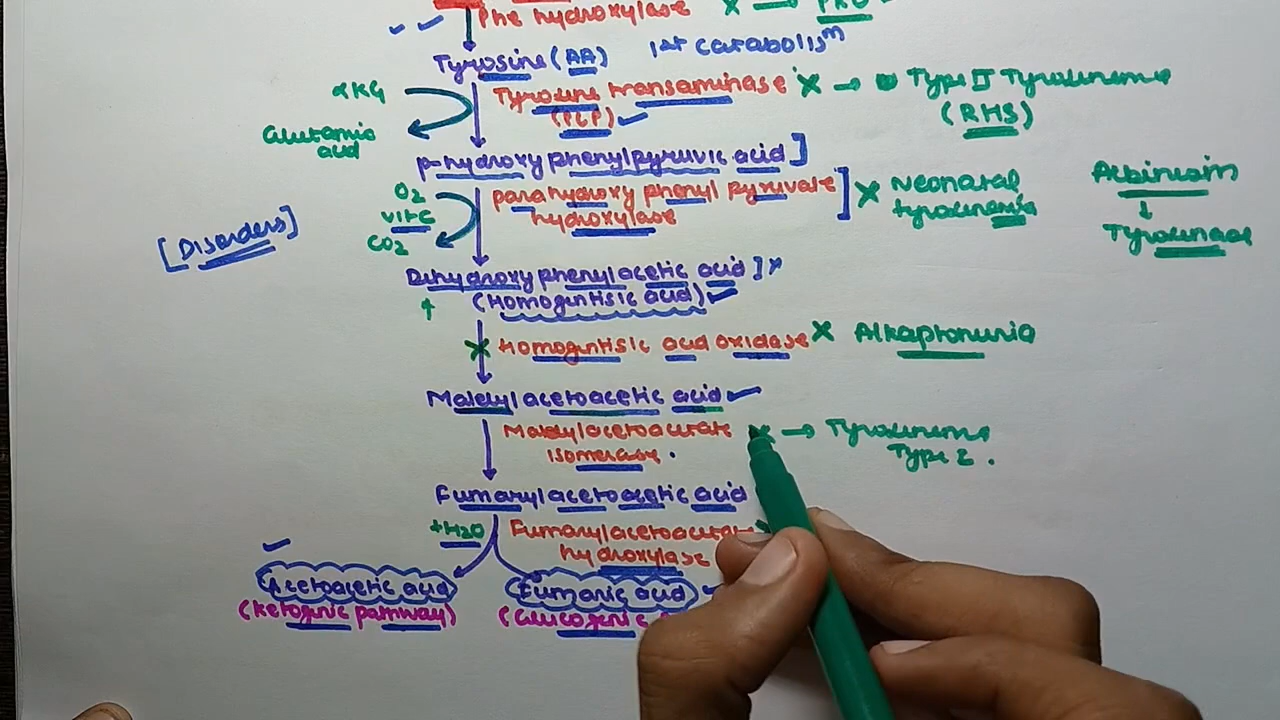 Phe hydroxylase x → PKU
Tyrosine (AA) 1st catabolism
αKG
Tyrosine transaminase x → Type II Tyrosinemia
(PLP)
(RHS)
Glutamic
acid
p-hydroxy phenylpyruvic acid]
O2
Vit C
CO2
para hydroxy phenyl pyruvate
hydroxylase
] x Neonatal
tyrosinemia
Albinism
↓
Tyrosinase
[Disorders]
Dihydroxy phenylacetic acid] x
(Homogentisic acid)
↑
x Homogentisic acid oxidase x Alkaptonuria
Maleylacetoacetic acid
Maleylacetoacetate
isomerase.
x → Tyrosinemia
Type I.
Fumarylacetoacetic acid
+H2O
Fumarylacetoacetate
hydroxylase
Acetoacetic acid
(Ketogenic pathway)
Fumaric acid
(Glucogenic